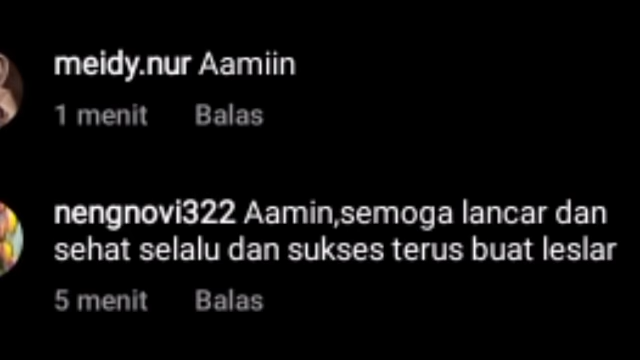 meidy.nur Aamiin
1 menit Balas
nengnovi322 Aamin,semoga lancar dan
sehat selalu dan sukses terus buat leslar
5 menit Balas